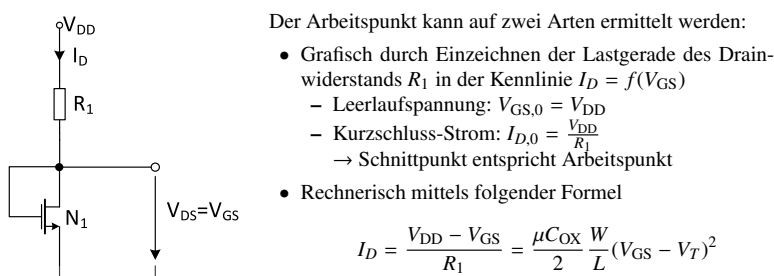 V_DD
I_D
R_1
N_1
V_DS=V_GS
Der Arbeitspunkt kann auf zwei Arten ermittelt werden:
• Grafisch durch Einzeichnen der Lastgerade des Drain-
widerstands R_1 in der Kennlinie I_D = f(V_GS)
– Leerlaufspannung: V_GS,0 = V_DD
– Kurzschluss-Strom: I_D,0 = V_DD/R_1
→ Schnittpunkt entspricht Arbeitspunkt
• Rechnerisch mittels folgender Formel
I_D = (V_DD − V_GS)/R_1 = (μC_OX/2) (W/L) (V_GS − V_T)^2